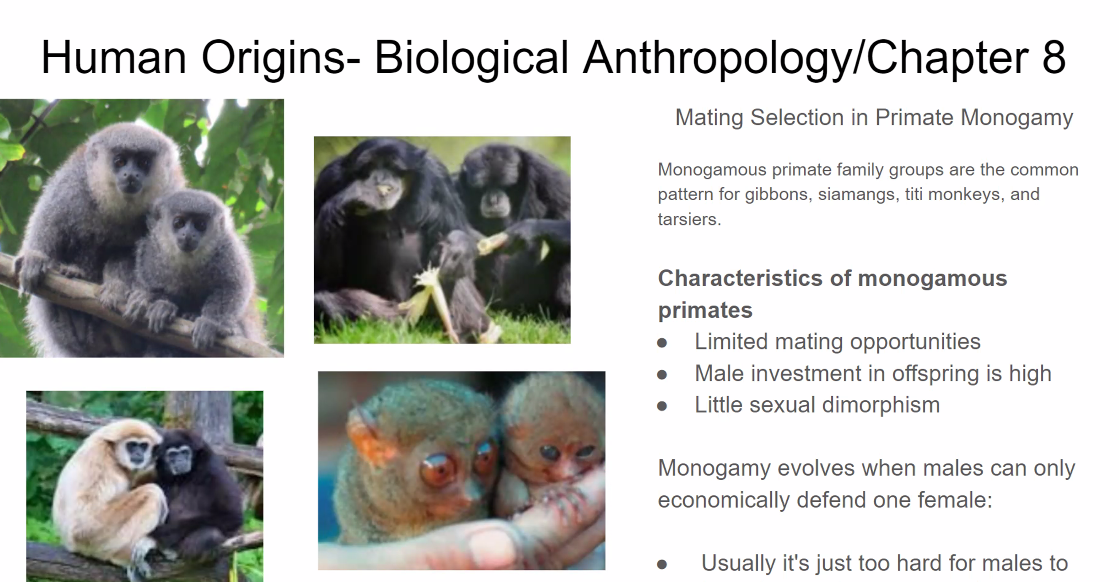 Human Origins- Biological Anthropology/Chapter 8
Mating Selection in Primate Monogamy
Monogamous primate family groups are the common
pattern for gibbons, siamangs, titi monkeys, and
tarsiers.
Characteristics of monogamous
primates
● Limited mating opportunities
● Male investment in offspring is high
● Little sexual dimorphism
Monogamy evolves when males can only
economically defend one female:
● Usually it's just too hard for males to